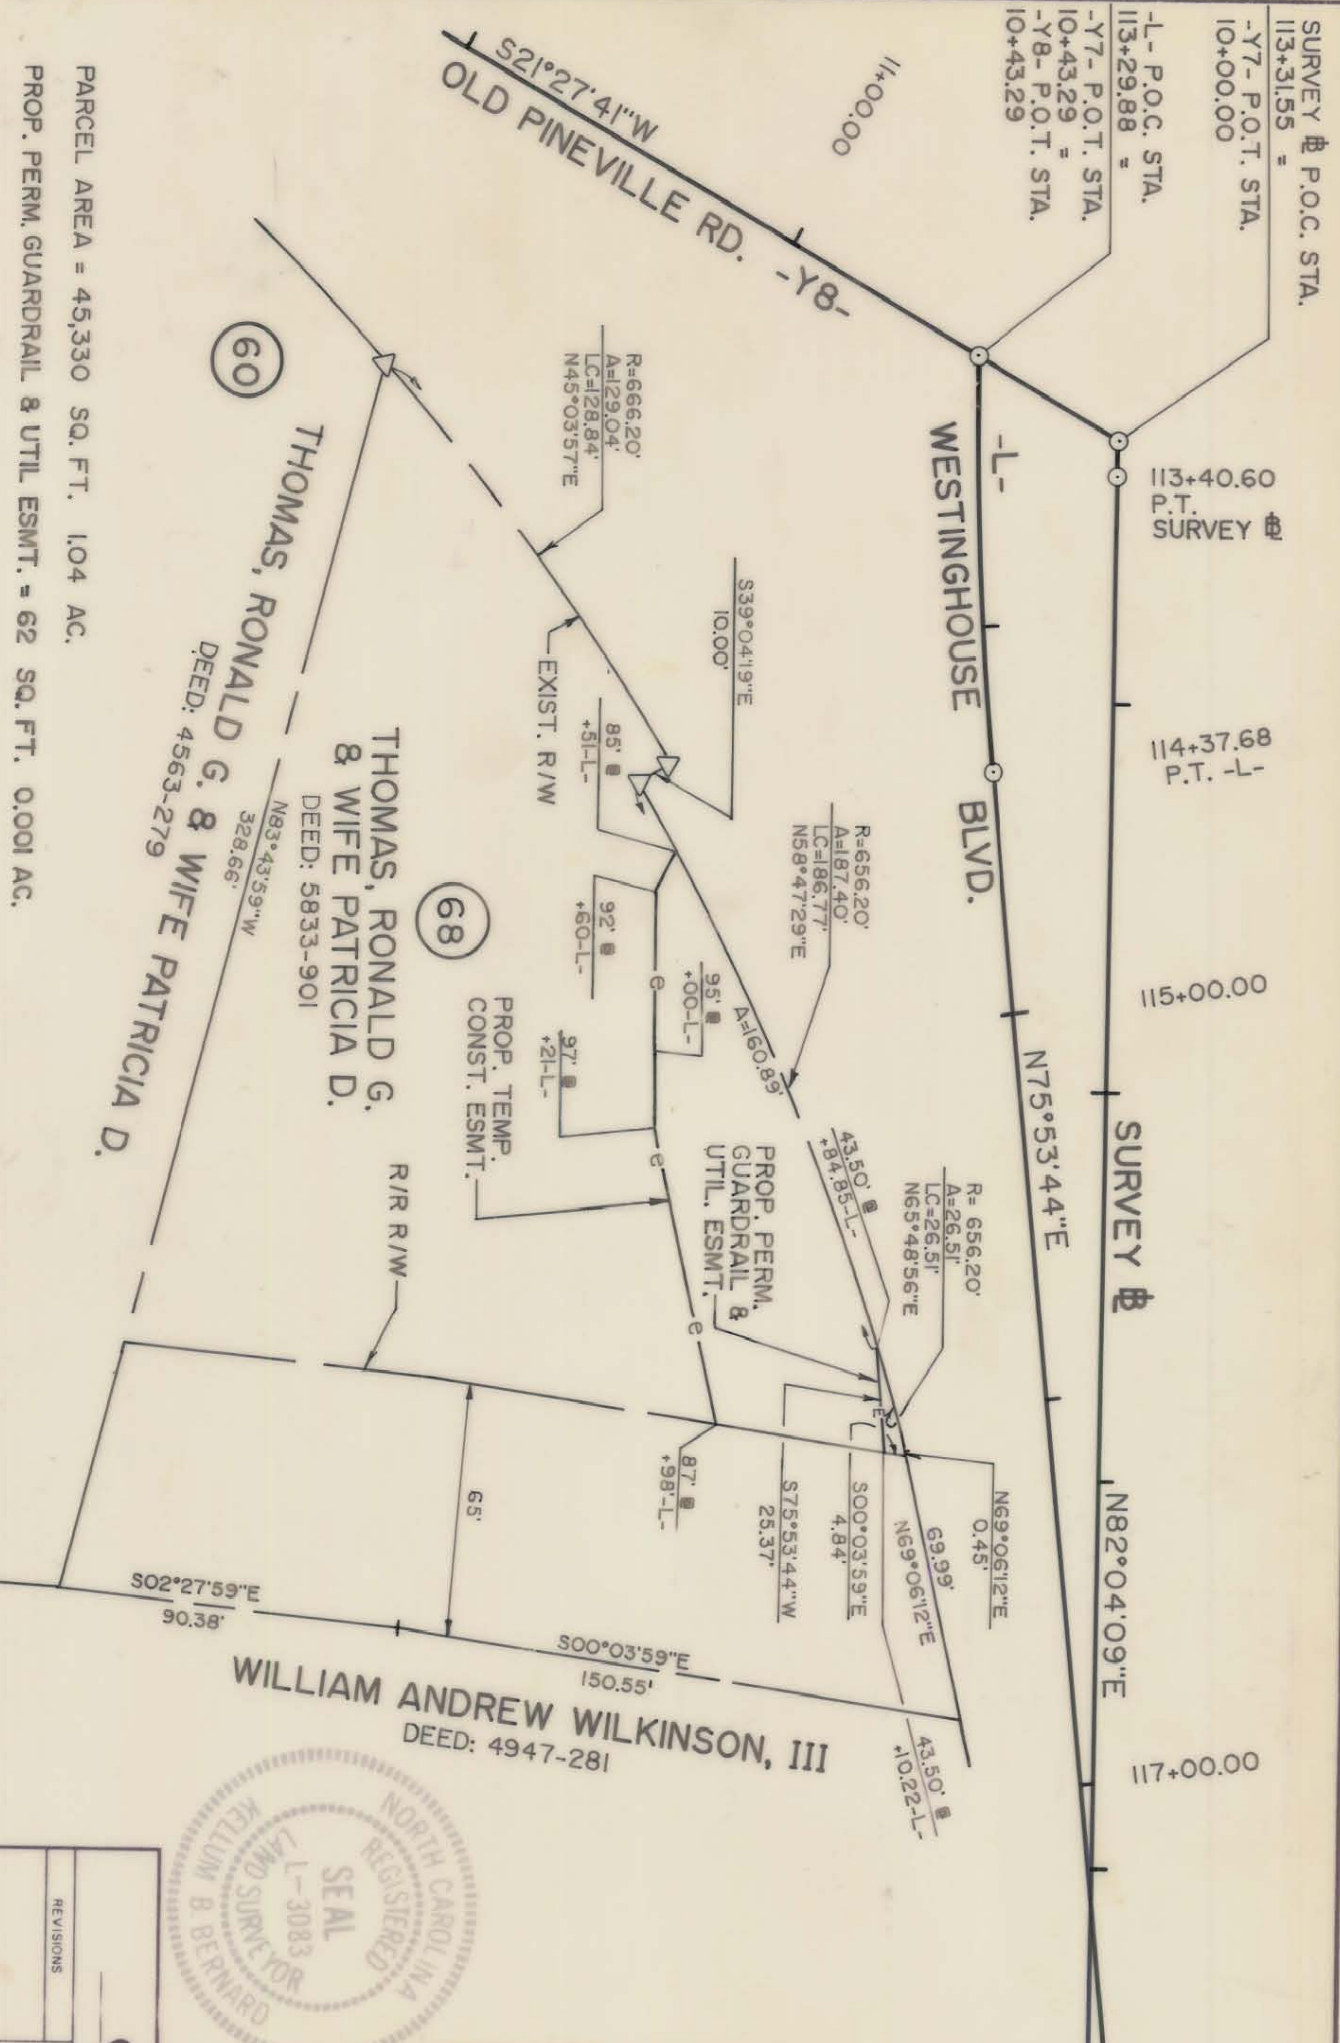 SURVEY BL P.O.C. STA.
113+31.55 =
-Y7- P.O.T. STA.
10+00.00
-L- P.O.C. STA.
113+29.88 =
-Y7- P.O.T. STA.
10+43.29 =
-Y8- P.O.T. STA.
10+43.29
113+40.60
P.T.
SURVEY BL
114+37.68
P.T. -L-
115+00.00
SURVEY BL
N82°04'09"E
117+00.00
11+00.00
S21°27'41"W
OLD PINEVILLE RD. -Y8-
-L-
WESTINGHOUSE BLVD.
N75°53'44"E
R=666.20'
A=129.04'
LC=128.84'
N45°03'57"E
S39°04'19"E
10.00'
R=656.20'
A=187.40'
LC=186.77'
N58°47'29"E
R= 656.20'
A=26.51'
LC=26.51'
N65°48'56"E
EXIST. R/W
85' @
+51-L-
92' @
+60-L-
95' @
+00-L-
97' @
+21-L-
A=160.89'
43.50' @
+84.85-L-
PROP. PERM.
GUARDRAIL &
UTIL. ESMT.
PROP. TEMP.
CONST. ESMT.
e
e
e
E
N69°06'12"E
0.45'
69.99'
N69°06'12"E
S00°03'59"E
4.84'
S75°53'44"W
25.37'
87' @
+98'-L-
43.50' @
+10.22-L-
60
THOMAS, RONALD G. & WIFE PATRICIA D.
DEED: 4563-279
N83°43'59"W
328.66'
68
THOMAS, RONALD G.
& WIFE PATRICIA D.
DEED: 5833-901
R/R R/W
65'
S02°27'59"E
90.38'
S00°03'59"E
150.55'
WILLIAM ANDREW WILKINSON, III
DEED: 4947-281
PARCEL AREA = 45,330 SQ. FT. 1.04 AC.
PROP. PERM. GUARDRAIL & UTIL ESMT. = 62 SQ. FT. 0.001 AC.
NORTH CAROLINA
REGISTERED
SEAL
L-3083
LAND SURVEYOR
KELLUM B BERNARD
REVISIONS